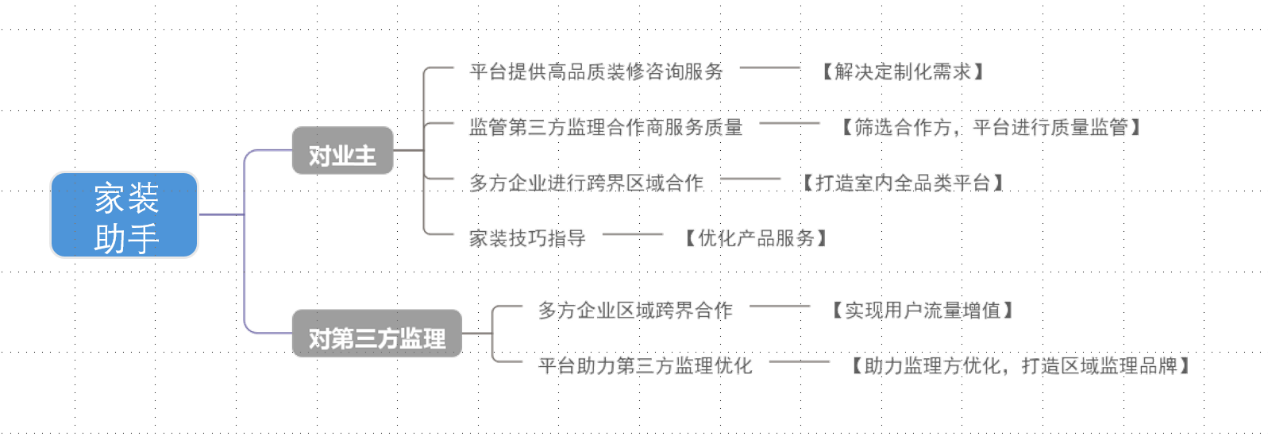 家装
助手
对业主
平台提供高品质装修咨询服务 【解决定制化需求】
监管第三方监理合作商服务质量 【筛选合作方，平台进行质量监管】
多方企业进行跨界区域合作 【打造室内全品类平台】
家装技巧指导 【优化产品服务】
对第三方监理
多方企业区域跨界合作 【实现用户流量增值】
平台助力第三方监理优化 【助力监理方优化，打造区域监理品牌】